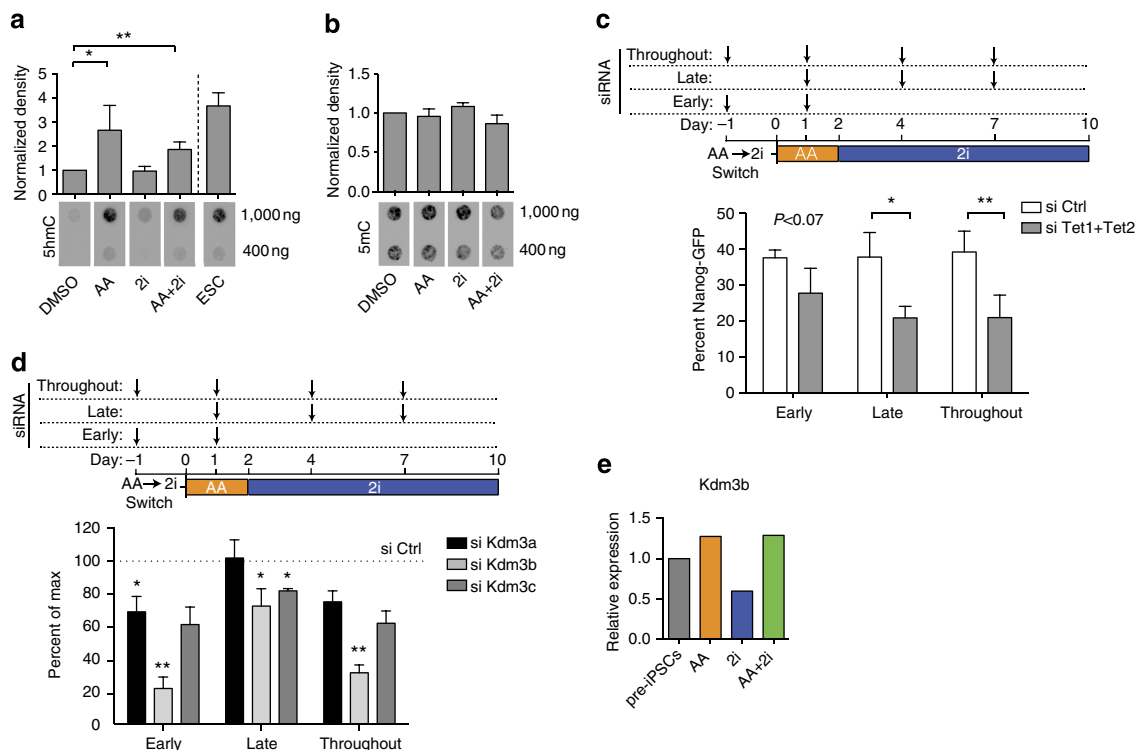 a
**
*
Normalized density
5
4
3
2
1
0
5hmC
1,000 ng
400 ng
DMSO
AA
2i
AA+2i
ESC
b
Normalized density
1.5
1.0
0.5
0.0
5mC
1,000 ng
400 ng
DMSO
AA
2i
AA+2i
c
siRNA
Throughout:
Late:
Early:
Day: –1 0 1 2 4 7 10
AA→2i
Switch
AA
2i
Percent Nanog-GFP
50
40
30
20
10
0
P<0.07
*
**
si Ctrl
si Tet1+Tet2
Early Late Throughout
d
siRNA
Throughout:
Late:
Early:
Day: –1 0 1 2 4 7 10
AA→2i
Switch
AA
2i
Percent of max
120
100
80
60
40
20
0
si Ctrl
* ** * * **
si Kdm3a
si Kdm3b
si Kdm3c
Early Late Throughout
e
Kdm3b
Relative expression
1.5
1.0
0.5
0.0
pre-iPSCs
AA
2i
AA+2i